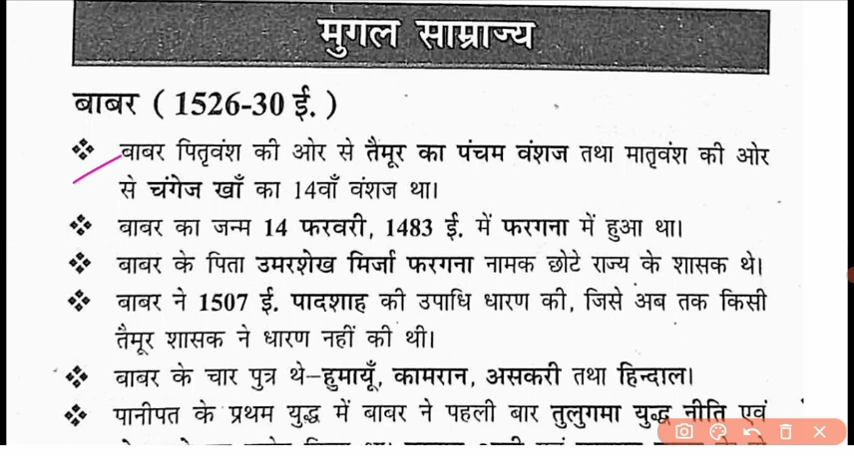 मुगल साम्राज्य
बाबर ( 1526-30 ई. )
❖ बाबर पितृवंश की ओर से तैमूर का पंचम वंशज तथा मातृवंश की ओर
से चंगेज खाँ का 14वाँ वंशज था।
❖ बाबर का जन्म 14 फरवरी, 1483 ई. में फरगना में हुआ था।
❖ बाबर के पिता उमरशेख मिर्जा फरगना नामक छोटे राज्य के शासक थे।
❖ बाबर ने 1507 ई. पादशाह की उपाधि धारण की, जिसे अब तक किसी
तैमूर शासक ने धारण नहीं की थी।
❖ बाबर के चार पुत्र थे–हुमायूँ, कामरान, असकरी तथा हिन्दाल।
❖ पानीपत के प्रथम युद्ध में बाबर ने पहली बार तुलुगमा युद्ध नीति एवं